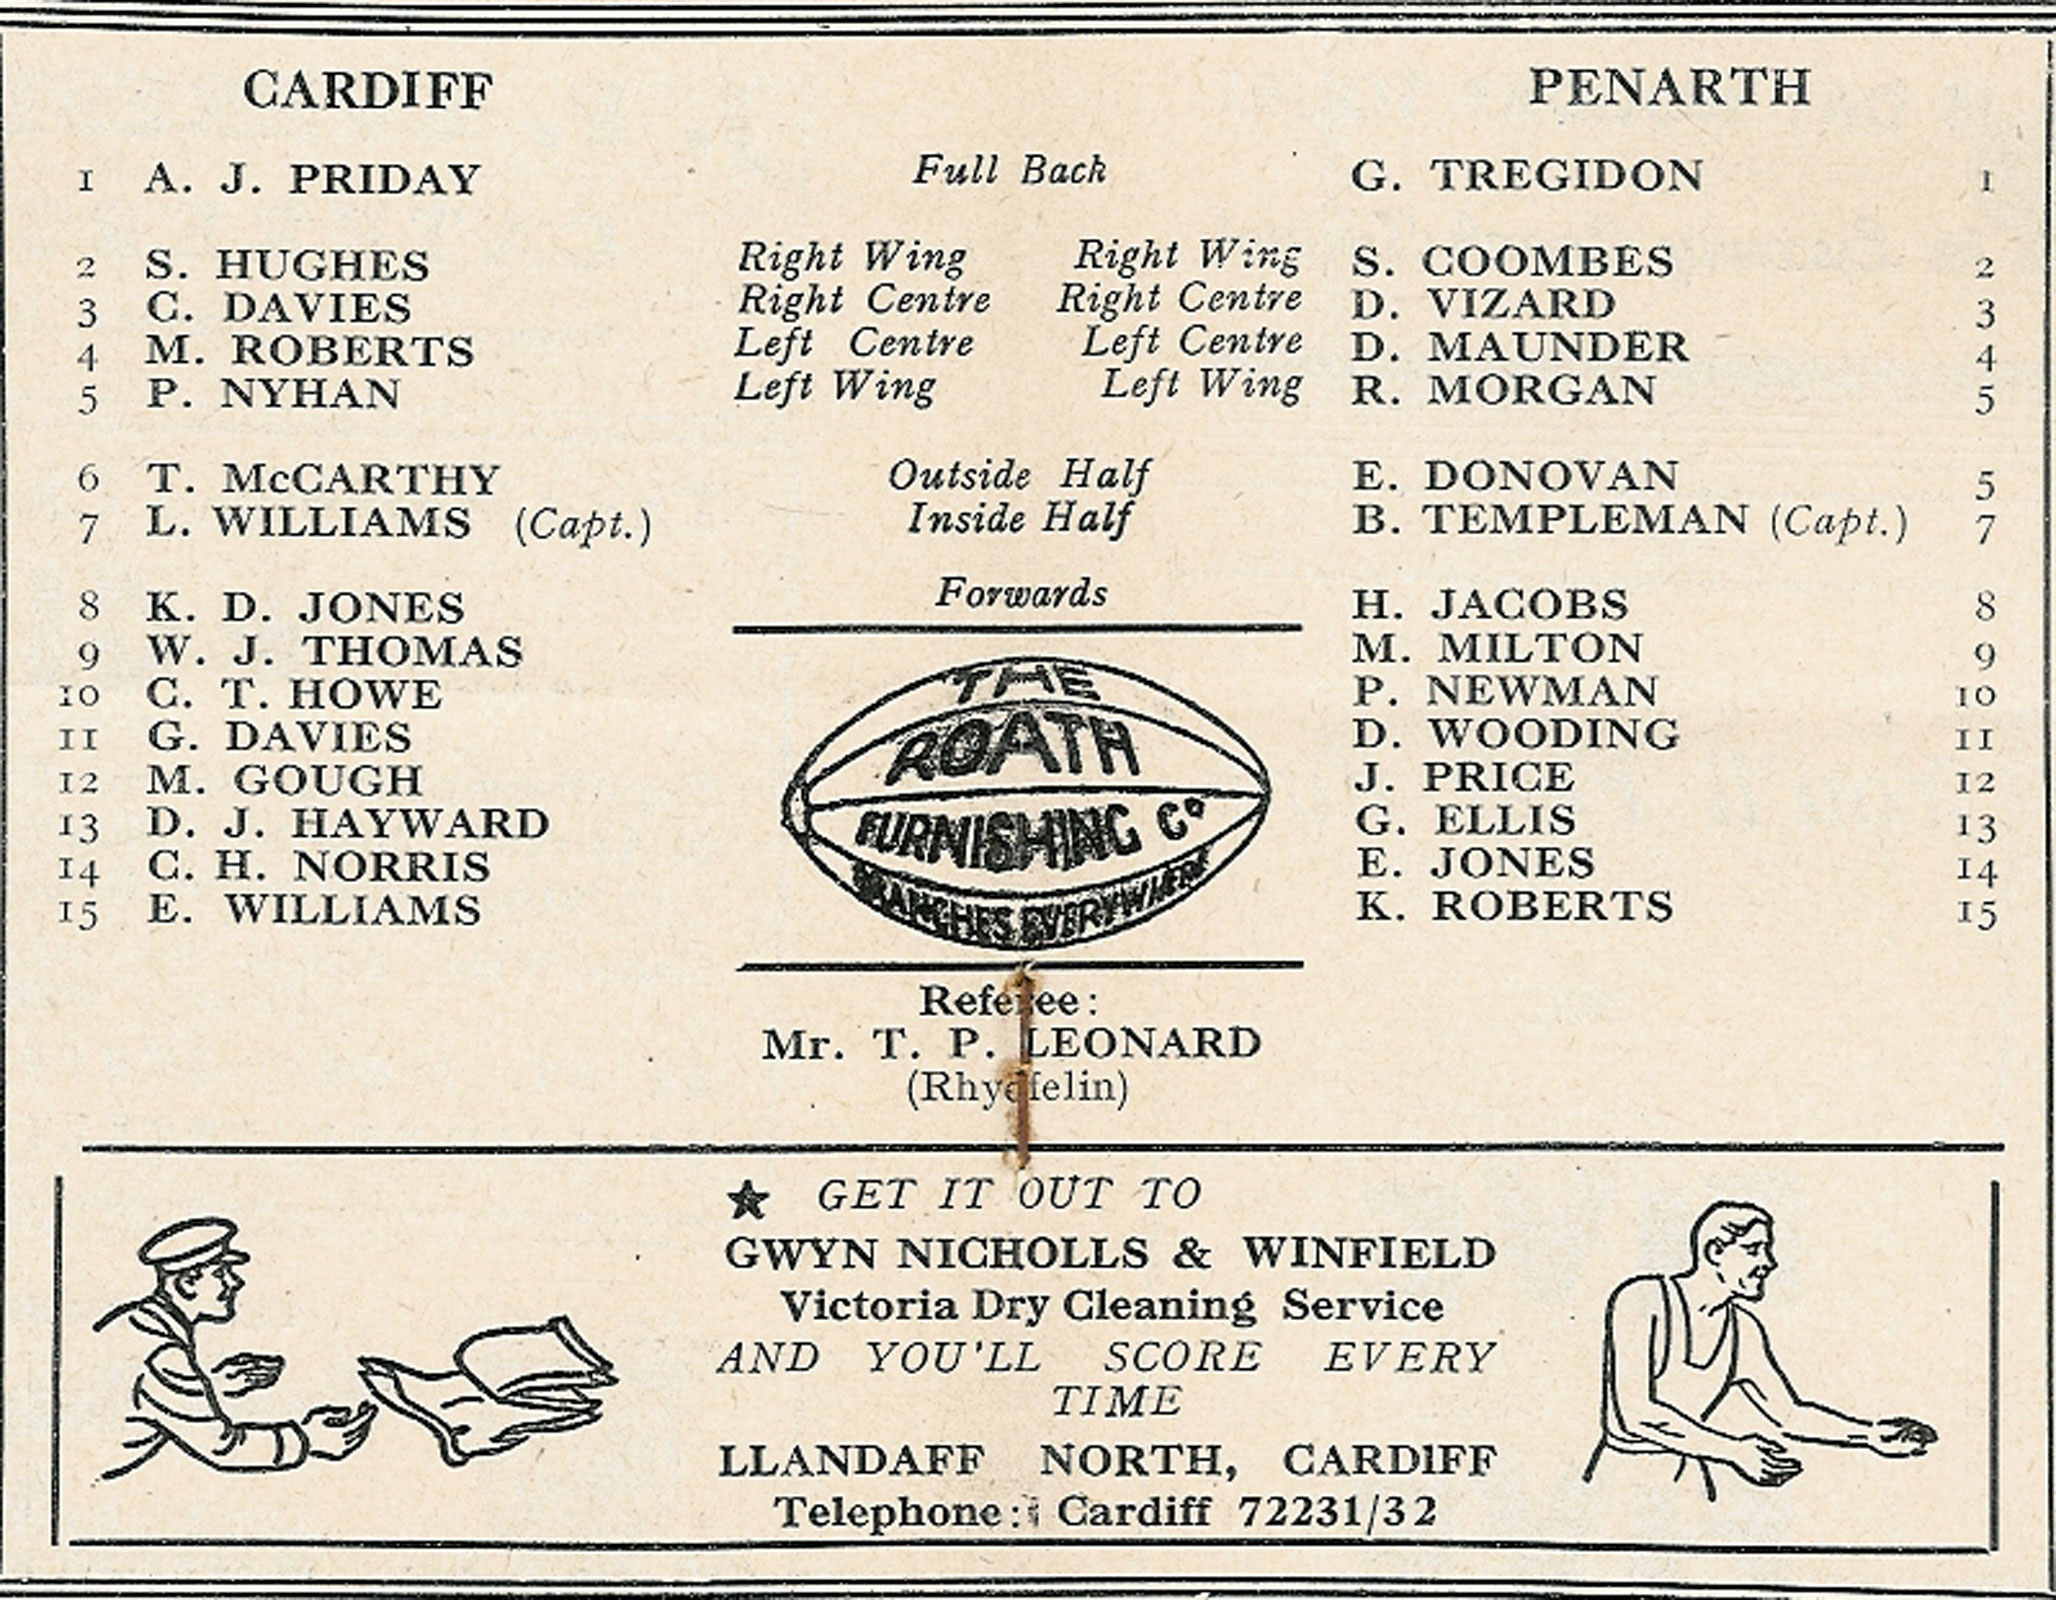 CARDIFF PENARTH
1 A. J. PRIDAY Full Back G. TREGIDON 1
2 S. HUGHES Right Wing Right Wing S. COOMBES 2
3 C. DAVIES Right Centre Right Centre D. VIZARD 3
4 M. ROBERTS Left Centre Left Centre D. MAUNDER 4
5 P. NYHAN Left Wing Left Wing R. MORGAN 5
6 T. McCARTHY Outside Half E. DONOVAN 5
7 L. WILLIAMS (Capt.) Inside Half B. TEMPLEMAN (Capt.) 7
Forwards
8 K. D. JONES H. JACOBS 8
9 W. J. THOMAS M. MILTON 9
10 C. T. HOWE P. NEWMAN 10
11 G. DAVIES D. WOODING 11
12 M. GOUGH J. PRICE 12
13 D. J. HAYWARD G. ELLIS 13
14 C. H. NORRIS E. JONES 14
15 E. WILLIAMS K. ROBERTS 15
THE
ROATH
FURNISHING Co
BRANCHES EVERYWHERE
Referee:
Mr. T. P. LEONARD
(Rhydfelin)
★ GET IT OUT TO
GWYN NICHOLLS & WINFIELD
Victoria Dry Cleaning Service
AND YOU'LL SCORE EVERY
TIME
LLANDAFF NORTH, CARDIFF
Telephone: Cardiff 72231/32